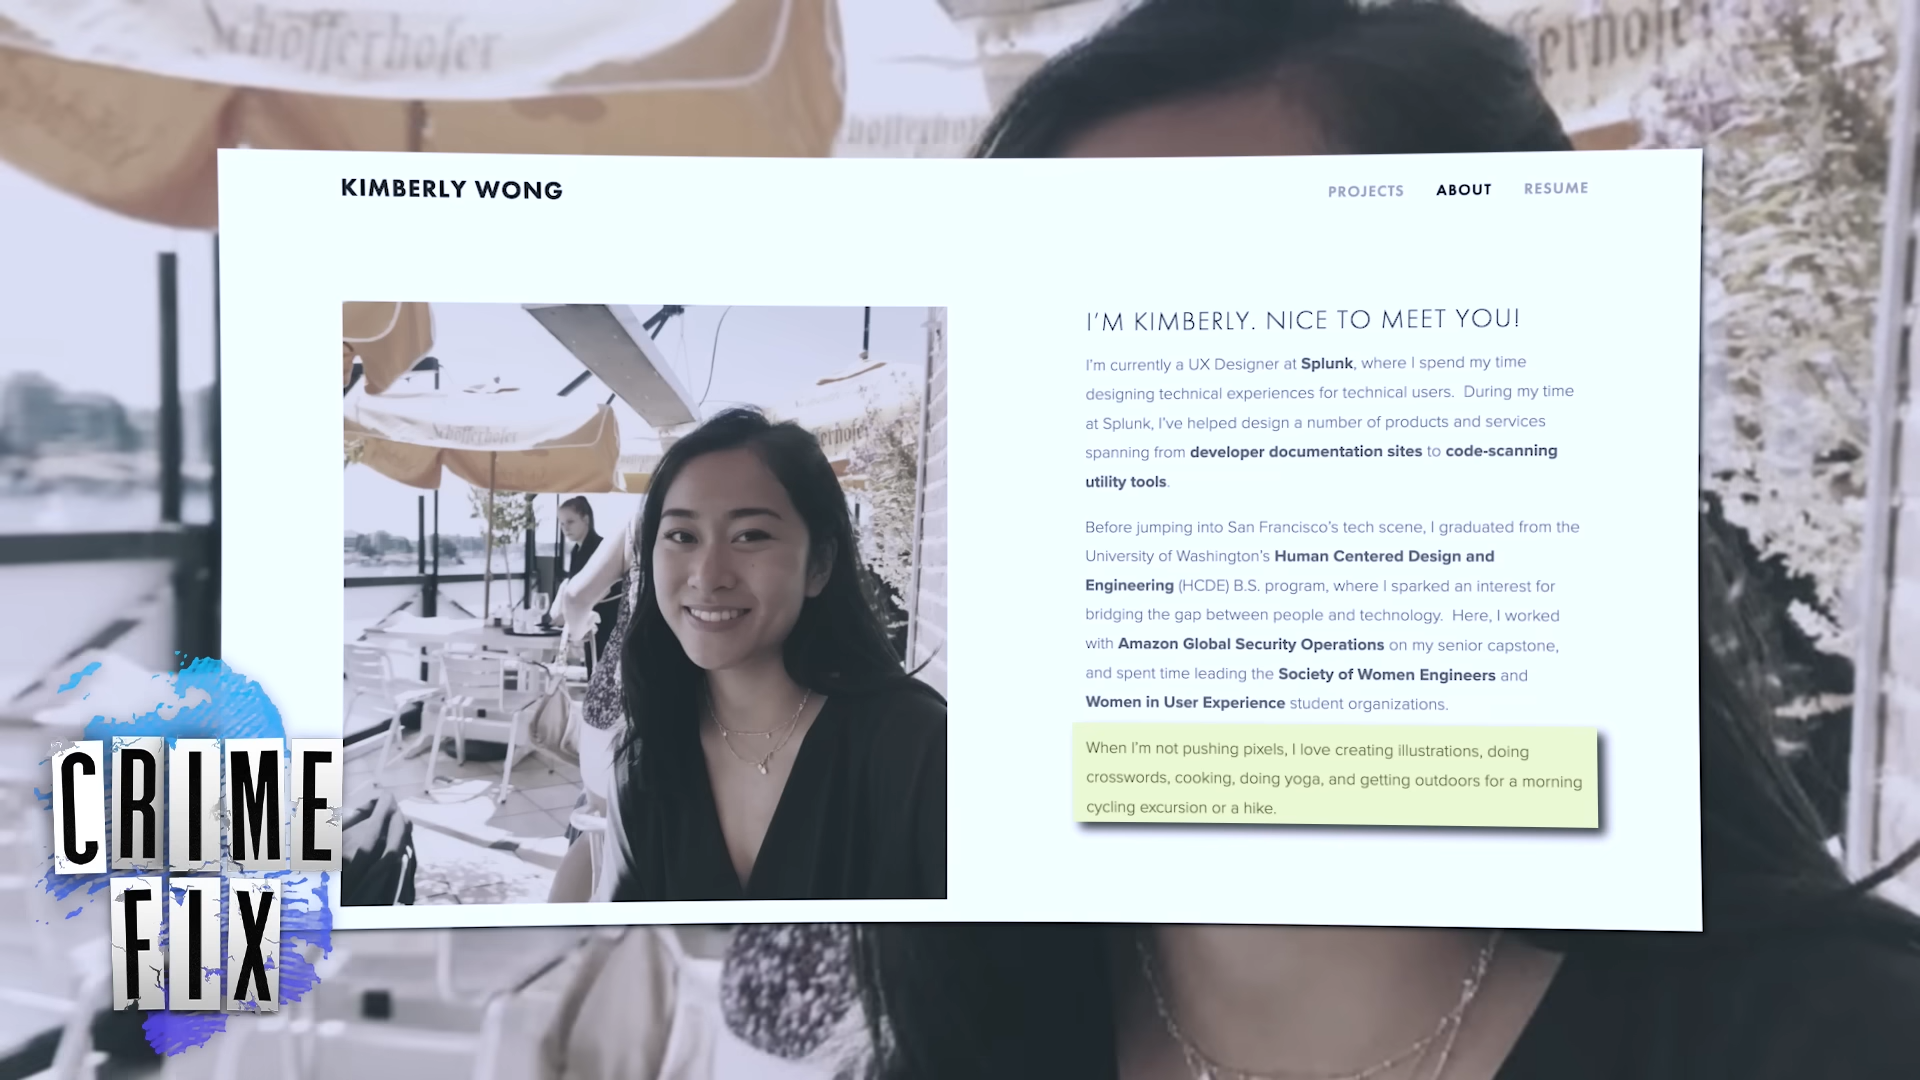 Schöfferhofer
KIMBERLY WONG
PROJECTS ABOUT RESUME
Schöfferhofer
I'M KIMBERLY. NICE TO MEET YOU!
I'm currently a UX Designer at Splunk, where I spend my time
designing technical experiences for technical users. During my time
at Splunk, I've helped design a number of products and services
spanning from developer documentation sites to code-scanning
utility tools.
Before jumping into San Francisco's tech scene, I graduated from the
University of Washington's Human Centered Design and
Engineering (HCDE) B.S. program, where I sparked an interest for
bridging the gap between people and technology. Here, I worked
with Amazon Global Security Operations on my senior capstone,
and spent time leading the Society of Women Engineers and
Women in User Experience student organizations.
When I'm not pushing pixels, I love creating illustrations, doing
crosswords, cooking, doing yoga, and getting outdoors for a morning
cycling excursion or a hike.
CRIME
FIX